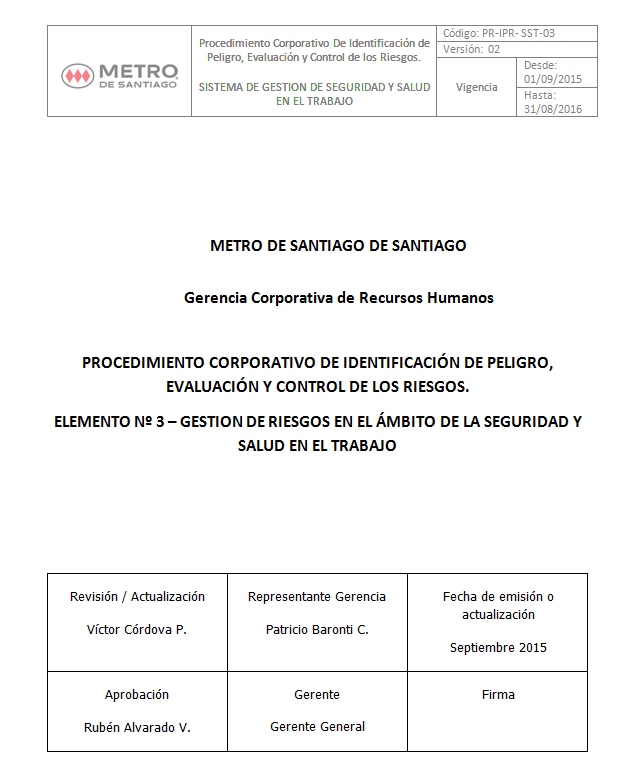 METRO
DE SANTIAGO
Procedimiento Corporativo De Identificación de
Peligro, Evaluación y Control de los Riesgos.
SISTEMA DE GESTION DE SEGURIDAD Y SALUD
EN EL TRABAJO
Código: PR-IPR- SST-03
Versión: 02
Vigencia
Desde:
01/09/2015
Hasta:
31/08/2016
METRO DE SANTIAGO DE SANTIAGO
Gerencia Corporativa de Recursos Humanos
PROCEDIMIENTO CORPORATIVO DE IDENTIFICACIÓN DE PELIGRO,
EVALUACIÓN Y CONTROL DE LOS RIESGOS.
ELEMENTO Nº 3 – GESTION DE RIESGOS EN EL ÁMBITO DE LA SEGURIDAD Y
SALUD EN EL TRABAJO
Revisión / Actualización
Víctor Córdova P.
Representante Gerencia
Patricio Baronti C.
Fecha de emisión o
actualización
Septiembre 2015
Aprobación
Rubén Alvarado V.
Gerente
Gerente General
Firma